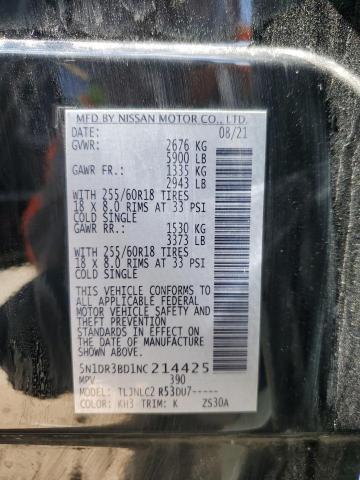 MFD BY NISSAN MOTOR CO., LTD.
DATE: 08/21
GVWR: 2676 KG
5900 LB
GAWR FR.: 1335 KG
2943 LB
WITH 255/60R18 TIRES
18 X 8.0 RIMS AT 33 PSI
COLD SINGLE
GAWR RR.: 1530 KG
3373 LB
WITH 255/60R18 TIRES
18 X 8.0 RIMS AT 33 PSI
COLD SINGLE
THIS VEHICLE CONFORMS TO
ALL APPLICABLE FEDERAL
MOTOR VEHICLE SAFETY AND
THEFT PREVENTION
STANDARDS IN EFFECT ON
THE DATE OF MANUFACTURE
SHOWN ABOVE.
5N1DR3BD1NC214425
MPV 390
MODEL: TLJNLC2 R53DU7-----
COLOR: KH3 TRIM: K ZS30A